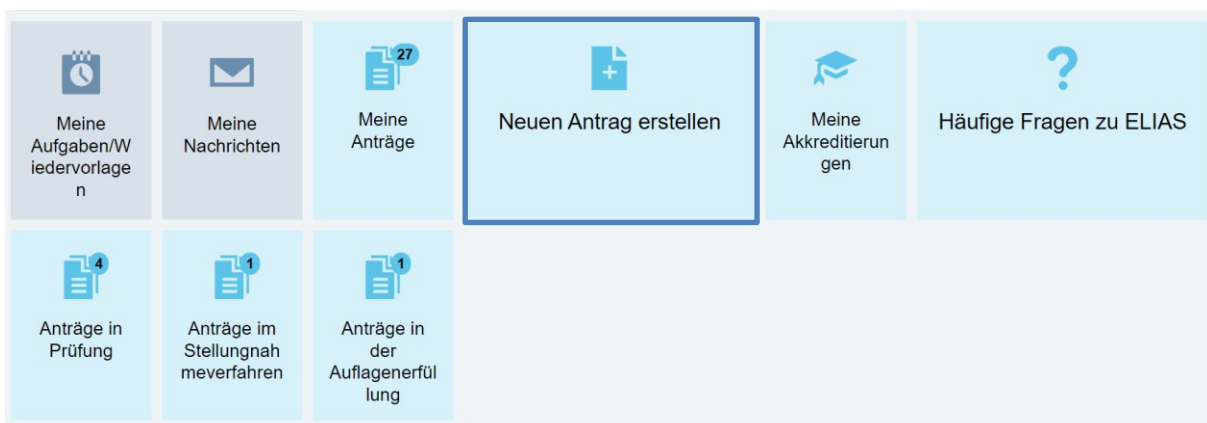 Meine
Aufgaben/W
iedervorlage
n
Meine
Nachrichten
27
Meine
Anträge
+
Neuen Antrag erstellen
Meine
Akkreditierun
gen
?
Häufige Fragen zu ELIAS
4
Anträge in
Prüfung
1
Anträge im
Stellungnah
meverfahren
1
Anträge in
der
Auflagenerfül
lung